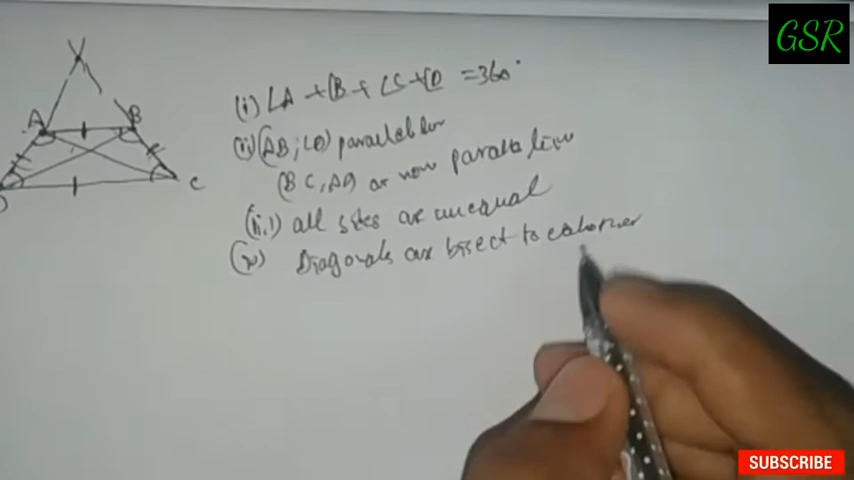 GSR
A B
D C
(i) ∠A + ∠B + ∠C + ∠D = 360°
(ii) (AB, CD) parallel line
(BC, AD) are non parallel line
(iii) all sides are unequal
(iv) Diagonals are bisect to each other
SUBSCRIBE